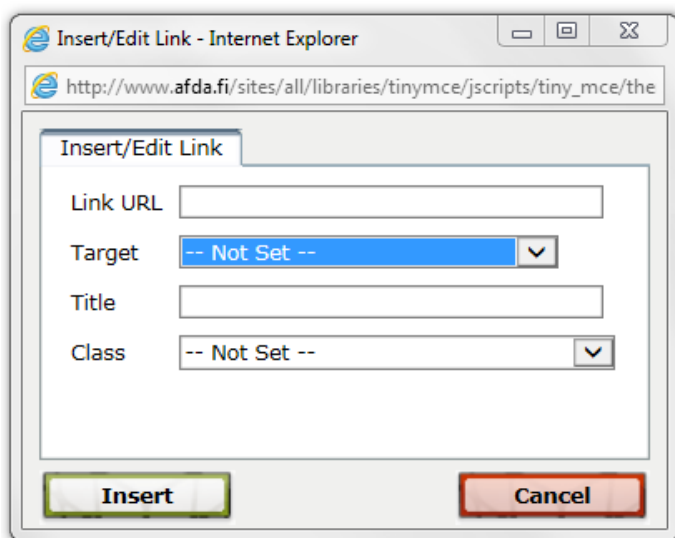 Insert/Edit Link - Internet Explorer
http://www.afda.fi/sites/all/libraries/tinymce/jscripts/tiny_mce/the
Insert/Edit Link
Link URL
Target -- Not Set --
Title
Class -- Not Set --
Insert Cancel